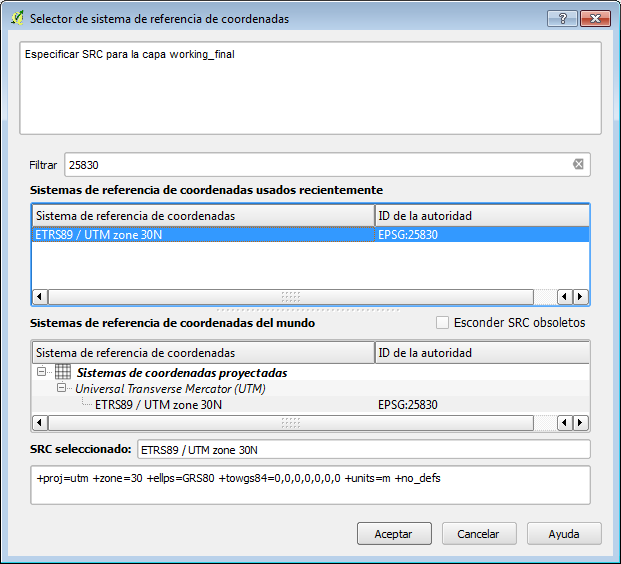 Selector de sistema de referencia de coordenadas
Especificar SRC para la capa working_final
Filtrar 25830
Sistemas de referencia de coordenadas usados recientemente
Sistema de referencia de coordenadas ID de la autoridad
ETRS89 / UTM zone 30N EPSG:25830
Sistemas de referencia de coordenadas del mundo Esconder SRC obsoletos
Sistema de referencia de coordenadas ID de la autoridad
Sistemas de coordenadas proyectadas
Universal Transverse Mercator (UTM)
ETRS89 / UTM zone 30N EPSG:25830
SRC seleccionado: ETRS89 / UTM zone 30N
+proj=utm +zone=30 +ellps=GRS80 +towgs84=0,0,0,0,0,0,0 +units=m +no_defs
Aceptar Cancelar Ayuda